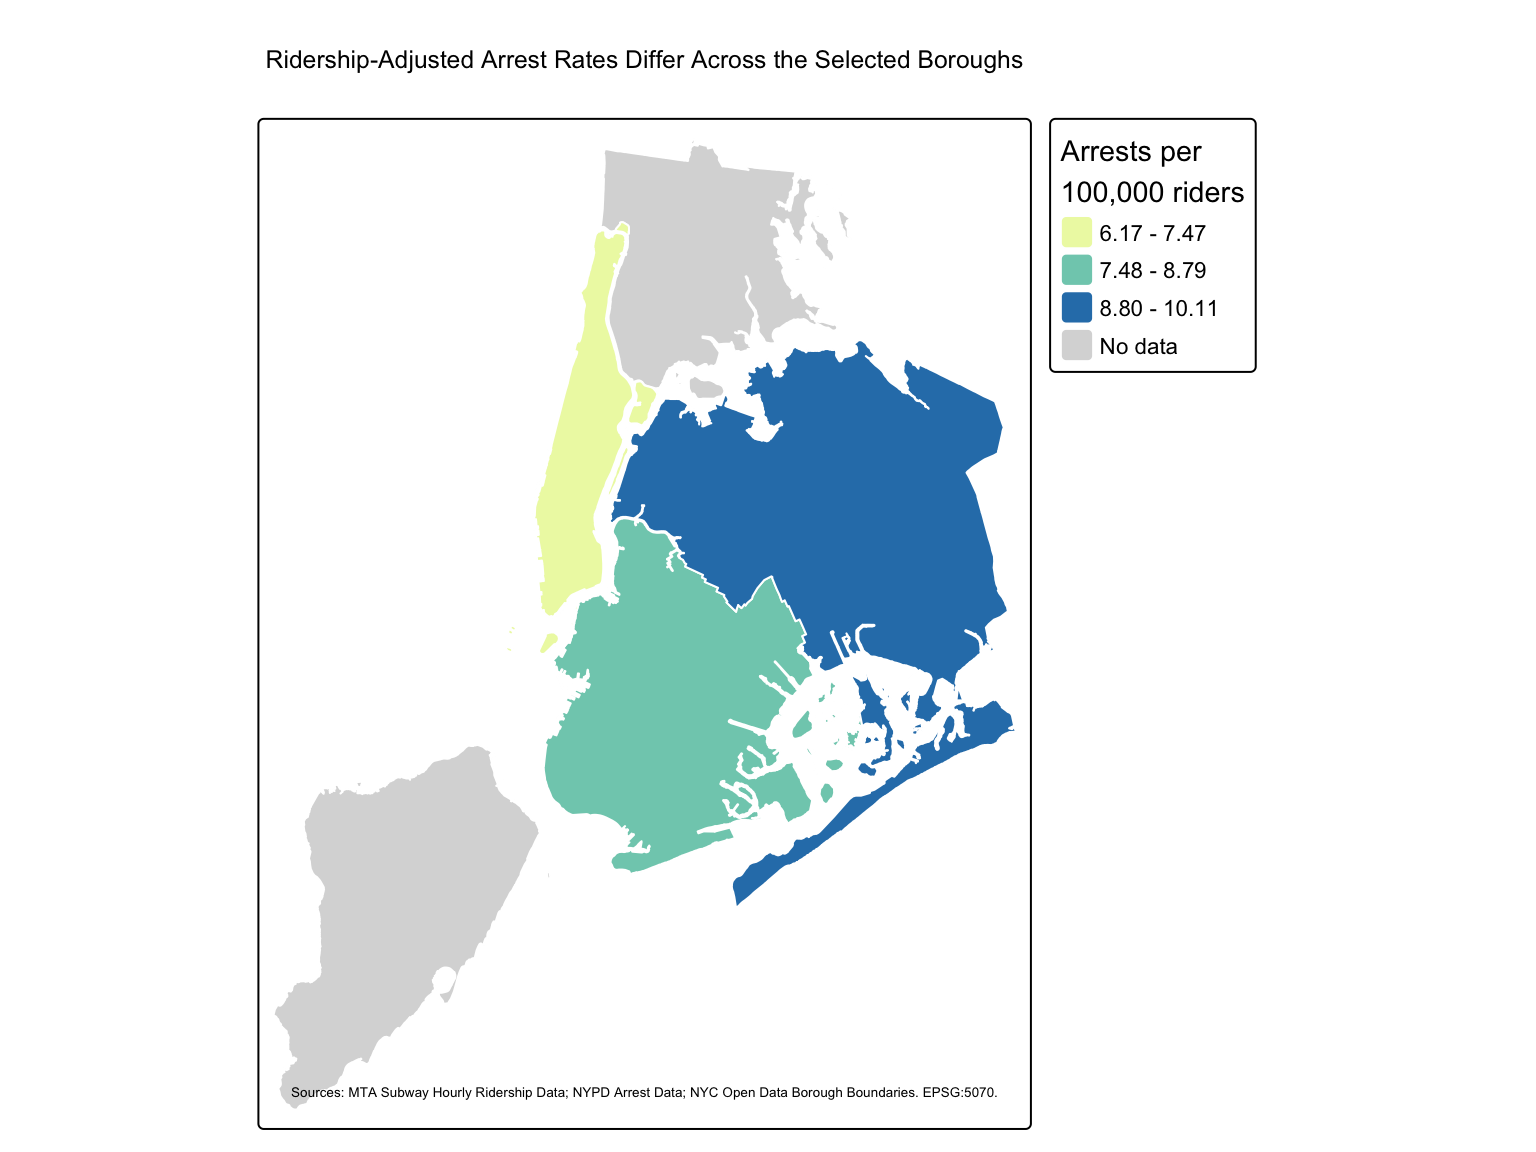 Ridership-Adjusted Arrest Rates Differ Across the Selected Boroughs
Arrests per
100,000 riders
6.17 - 7.47
7.48 - 8.79
8.80 - 10.11
No data
Sources: MTA Subway Hourly Ridership Data; NYPD Arrest Data; NYC Open Data Borough Boundaries. EPSG:5070.